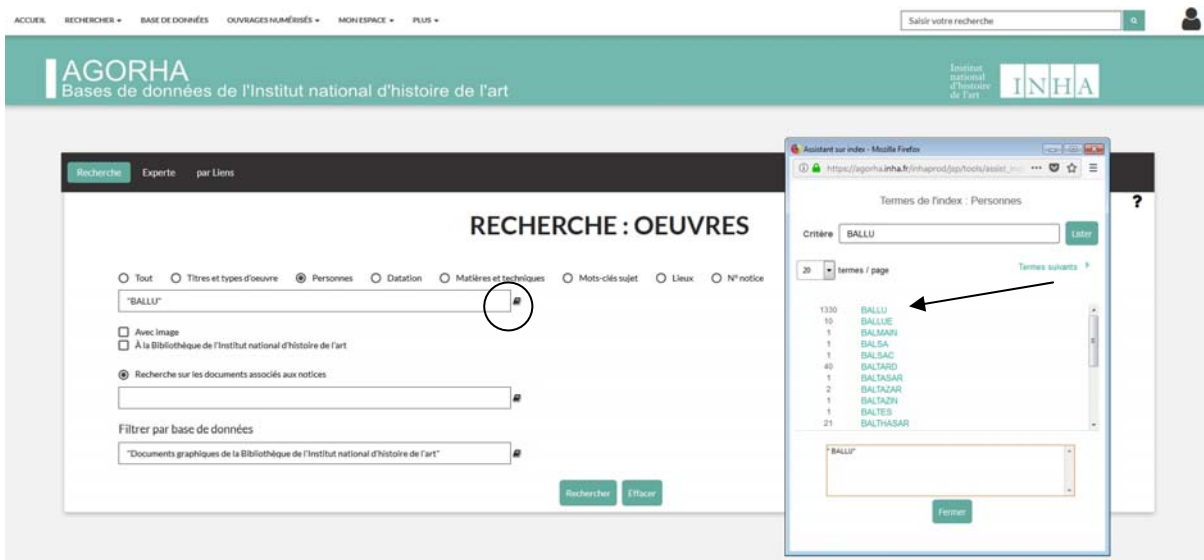 ACCUEIL RECHERCHER BASE DE DONNÉES OUVRAGES NUMÉRISÉS MON ESPACE PLUS Saisir votre recherche
AGORHA
Bases de données de l'Institut national d'histoire de l'art
Institut
national
d'histoire
de l'art
INHA
Recherche Experte par Liens
?
RECHERCHE : OEUVRES
Tout Titres et types d'oeuvre Personnes Datation Matières et techniques Mots-clés sujet Lieux N° notice
"BALLU"
Avec image
À la Bibliothèque de l'Institut national d'histoire de l'art
Recherche sur les documents associés aux notices
Filtrer par base de données
"Documents graphiques de la Bibliothèque de l'Institut national d'histoire de l'art"
Rechercher Effacer
Assistant sur index - Mozilla Firefox
https://agorha.inha.fr/inhaprod/jsp/tools/assist_ind
Termes de l'index : Personnes
Critère BALLU Lister
20 termes / page Termes suivants
1330 BALLU
10 BALLUE
1 BALMAIN
1 BALSA
1 BALSAC
40 BALTARD
1 BALTASAR
2 BALTAZAR
1 BALTAZIN
1 BALTES
21 BALTHASAR
" BALLU"
Fermer